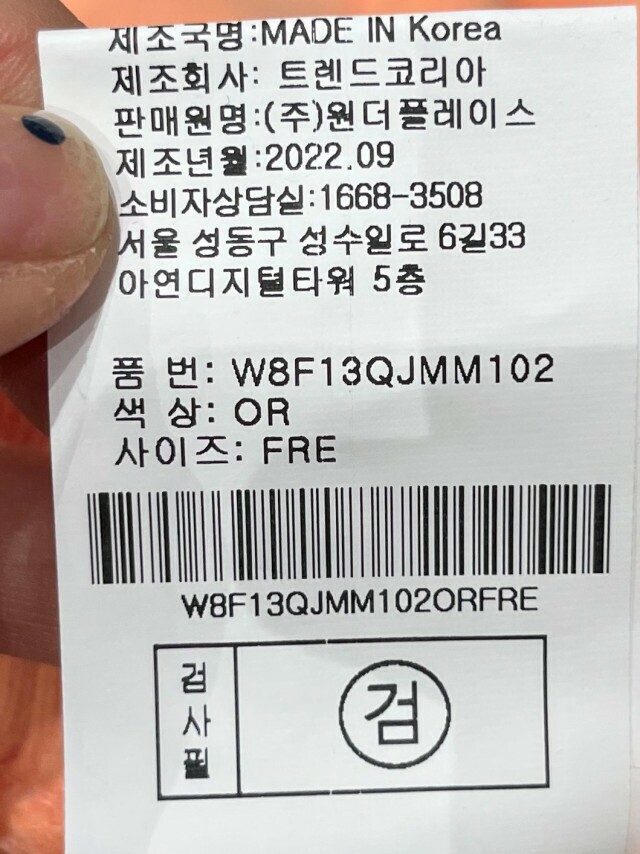 제조국명:MADE IN Korea
제조회사: 트렌드코리아
판매원명:(주)원더플레이스
제조년월:2022.09
소비자상담실:1668-3508
서울 성동구 성수일로 6길33
아연디지털타워 5층
품 번: W8F13QJMM102
색 상: OR
사이즈: FRE
W8F13QJMM102ORFRE
검사필
검